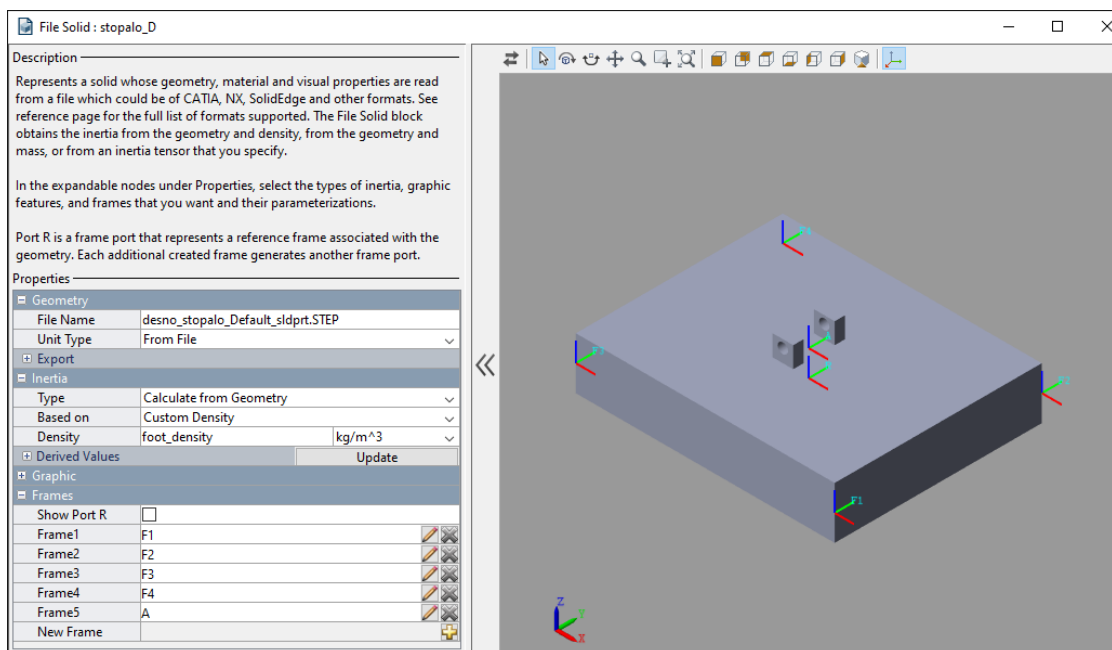 File Solid : stopalo_D
Description
Represents a solid whose geometry, material and visual properties are read
from a file which could be of CATIA, NX, SolidEdge and other formats. See
reference page for the full list of formats supported. The File Solid block
obtains the inertia from the geometry and density, from the geometry and
mass, or from an inertia tensor that you specify.
In the expandable nodes under Properties, select the types of inertia, graphic
features, and frames that you want and their parameterizations.
Port R is a frame port that represents a reference frame associated with the
geometry. Each additional created frame generates another frame port.
Properties
Geometry
File Name desno_stopalo_Default_sldprt.STEP
Unit Type From File
Export
Inertia
Type Calculate from Geometry
Based on Custom Density
Density foot_density kg/m^3
Derived Values Update
Graphic
Frames
Show Port R
Frame1 F1
Frame2 F2
Frame3 F3
Frame4 F4
Frame5 A
New Frame
F4
A
F2
F1
Z
Y
X